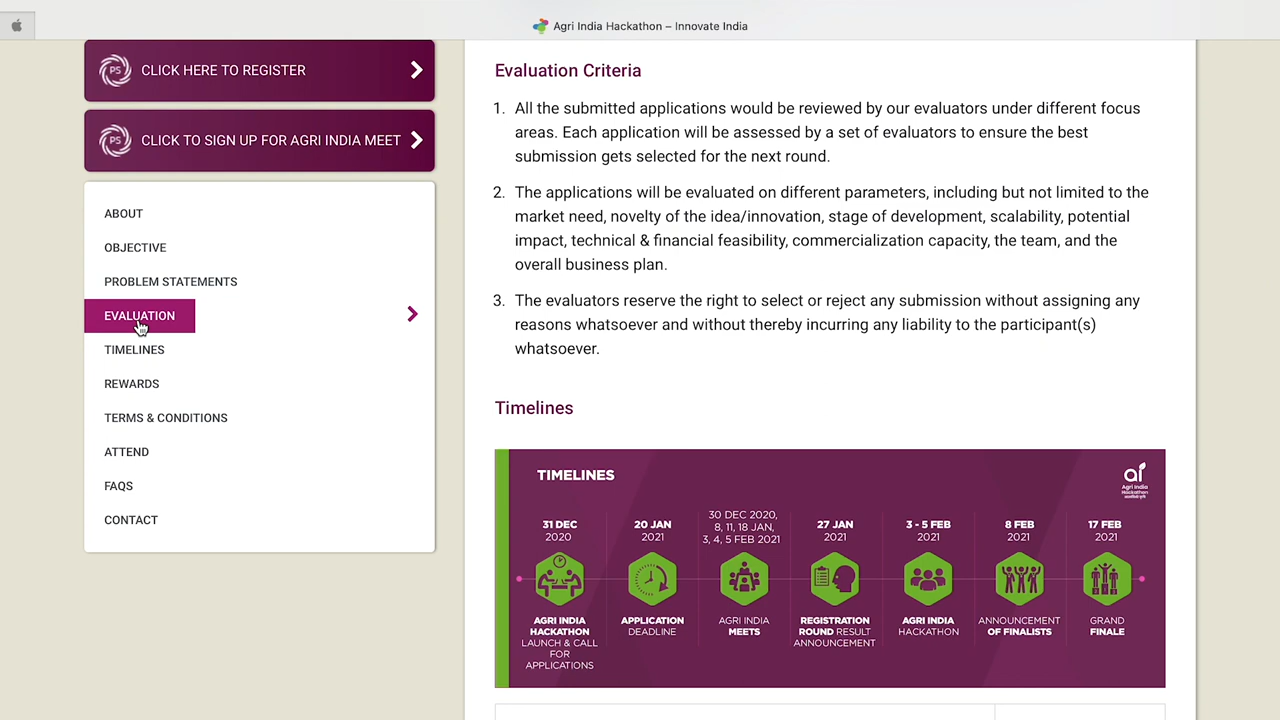 Agri India Hackathon – Innovate India
PS CLICK HERE TO REGISTER
PS CLICK TO SIGN UP FOR AGRI INDIA MEET
ABOUT
OBJECTIVE
PROBLEM STATEMENTS
EVALUATION
TIMELINES
REWARDS
TERMS & CONDITIONS
ATTEND
FAQS
CONTACT
Evaluation Criteria
1. All the submitted applications would be reviewed by our evaluators under different focus
areas. Each application will be assessed by a set of evaluators to ensure the best
submission gets selected for the next round.
2. The applications will be evaluated on different parameters, including but not limited to the
market need, novelty of the idea/innovation, stage of development, scalability, potential
impact, technical & financial feasibility, commercialization capacity, the team, and the
overall business plan.
3. The evaluators reserve the right to select or reject any submission without assigning any
reasons whatsoever and without thereby incurring any liability to the participant(s)
whatsoever.
Timelines
TIMELINES
ai
Agri India
Hackathon
31 DEC
2020
AGRI INDIA
HACKATHON
LAUNCH & CALL
FOR
APPLICATIONS
20 JAN
2021
APPLICATION
DEADLINE
30 DEC 2020,
8, 11, 18 JAN,
3, 4, 5 FEB 2021
AGRI INDIA
MEETS
27 JAN
2021
REGISTRATION
ROUND RESULT
ANNOUNCEMENT
3 - 5 FEB
2021
AGRI INDIA
HACKATHON
8 FEB
2021
ANNOUNCEMENT
OF FINALISTS
17 FEB
2021
GRAND
FINALE